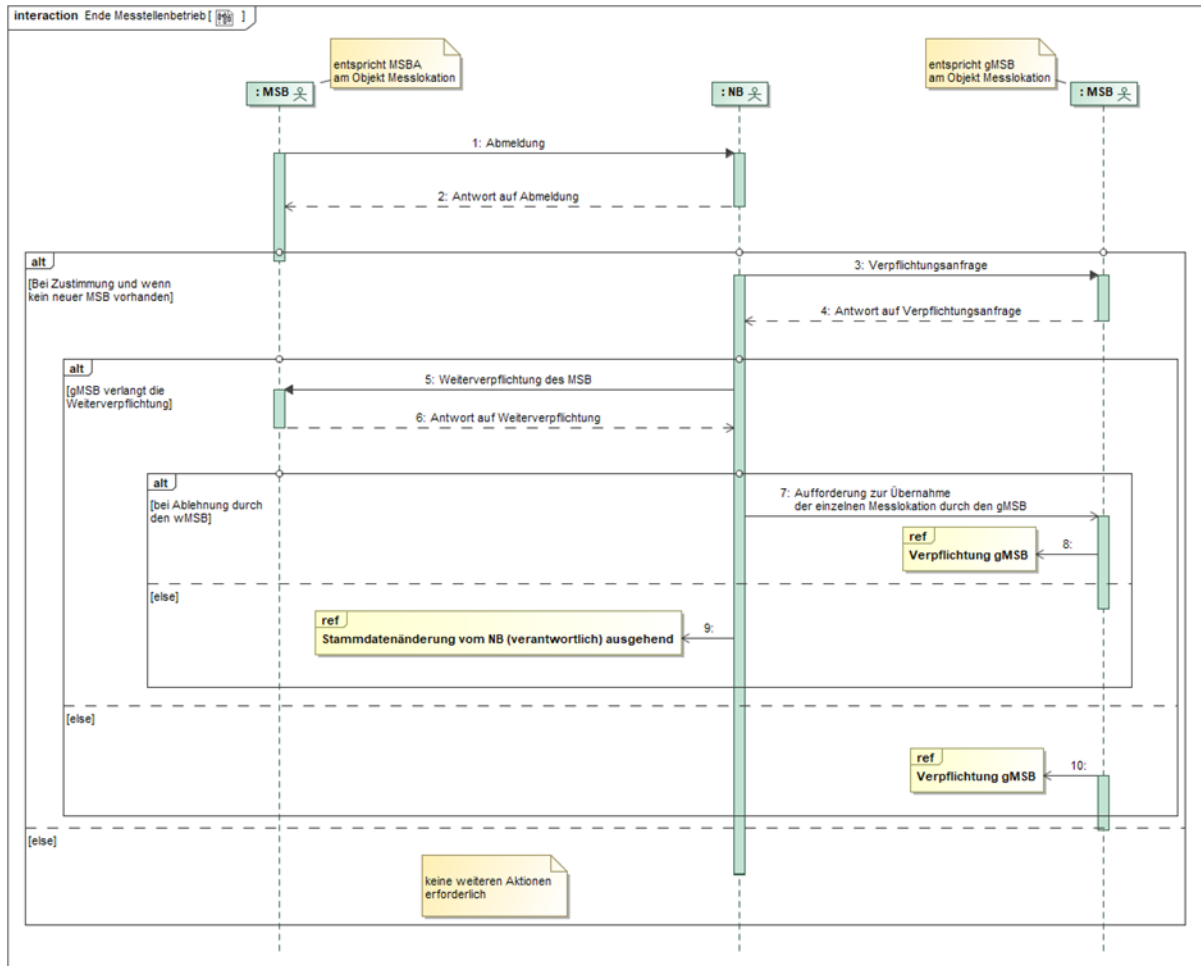 interaction Ende Messtellenbetrieb [ ]
entspricht MSBA
am Objekt Messlokation
entspricht gMSB
am Objekt Messlokation
: MSB
: NB
: MSB
1: Abmeldung
2: Antwort auf Abmeldung
alt
[Bei Zustimmung und wenn
kein neuer MSB vorhanden]
3: Verpflichtungsanfrage
4: Antwort auf Verpflichtungsanfrage
alt
[gMSB verlangt die
Weiterverpflichtung]
5: Weiterverpflichtung des MSB
6: Antwort auf Weiterverpflichtung
alt
[bei Ablehnung durch
den wMSB]
7: Aufforderung zur Übernahme
der einzelnen Messlokation durch den gMSB
ref
Verpflichtung gMSB
8:
[else]
ref
Stammdatenänderung vom NB (verantwortlich) ausgehend
9:
[else]
ref
Verpflichtung gMSB
10:
[else]
keine weiteren Aktionen
erforderlich